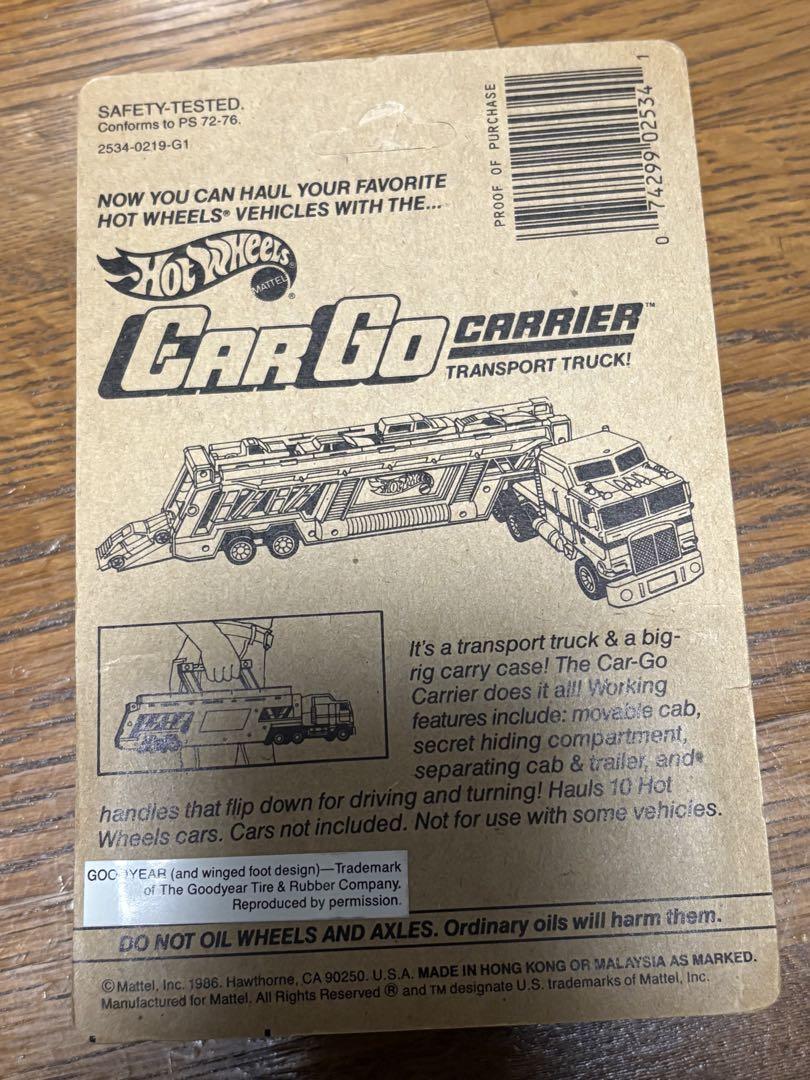 SAFETY-TESTED.
Conforms to PS 72-76.
2534-0219-G1
PROOF OF PURCHASE
0 74299 02534 1
NOW YOU CAN HAUL YOUR FAVORITE
HOT WHEELS® VEHICLES WITH THE...
Hot Wheels®
MATTEL
CARGO CARRIER™
TRANSPORT TRUCK!
Hot Wheels
It's a transport truck & a big-
rig carry case! The Car-Go
Carrier does it all! Working
features include: movable cab,
secret hiding compartment,
separating cab & trailer, and
handles that flip down for driving and turning! Hauls 10 Hot
Wheels cars. Cars not included. Not for use with some vehicles.
GOODYEAR (and winged foot design)—Trademark
of The Goodyear Tire & Rubber Company.
Reproduced by permission.
DO NOT OIL WHEELS AND AXLES. Ordinary oils will harm them.
© Mattel, Inc. 1986. Hawthorne, CA 90250. U.S.A. MADE IN HONG KONG OR MALAYSIA AS MARKED.
Manufactured for Mattel. All Rights Reserved ® and TM designate U.S. trademarks of Mattel, Inc.